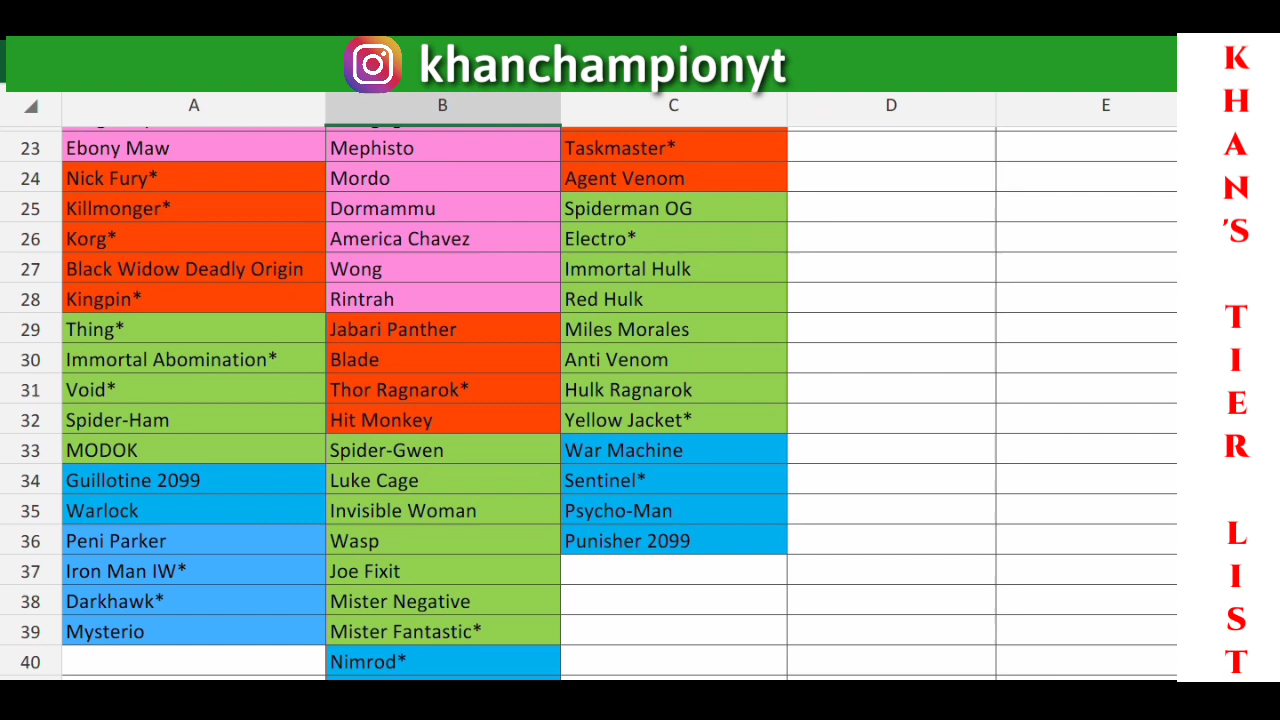 khanchampionyt
A B C D E
23 Ebony Maw Mephisto Taskmaster*
24 Nick Fury* Mordo Agent Venom
25 Killmonger* Dormammu Spiderman OG
26 Korg* America Chavez Electro*
27 Black Widow Deadly Origin Wong Immortal Hulk
28 Kingpin* Rintrah Red Hulk
29 Thing* Jabari Panther Miles Morales
30 Immortal Abomination* Blade Anti Venom
31 Void* Thor Ragnarok* Hulk Ragnarok
32 Spider-Ham Hit Monkey Yellow Jacket*
33 MODOK Spider-Gwen War Machine
34 Guillotine 2099 Luke Cage Sentinel*
35 Warlock Invisible Woman Psycho-Man
36 Peni Parker Wasp Punisher 2099
37 Iron Man IW* Joe Fixit
38 Darkhawk* Mister Negative
39 Mysterio Mister Fantastic*
40 Nimrod*
KHAN'S TIER LIST